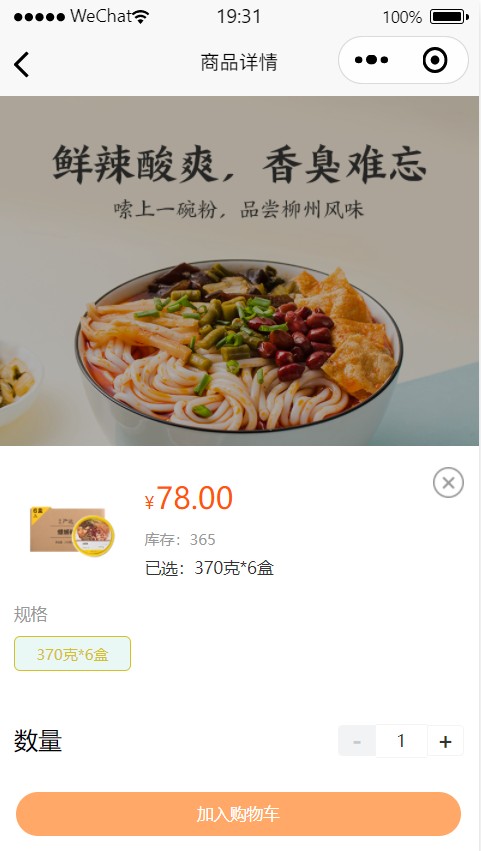 WeChat
19:31
100%
商品详情
鲜辣酸爽，香臭难忘
嗦上一碗粉，品尝柳州风味
¥78.00
库存：365
已选：370克*6盒
规格
370克*6盒
数量
- 1 +
加入购物车